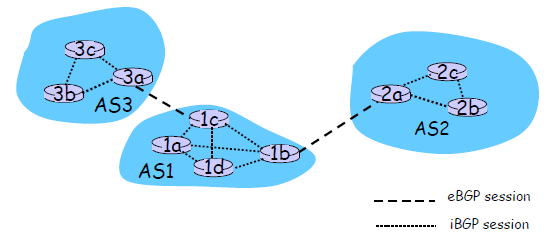 3c
3b
3a
AS3
1c
1a
1d
1b
AS1
2c
2a
2b
AS2
eBGP session
iBGP session